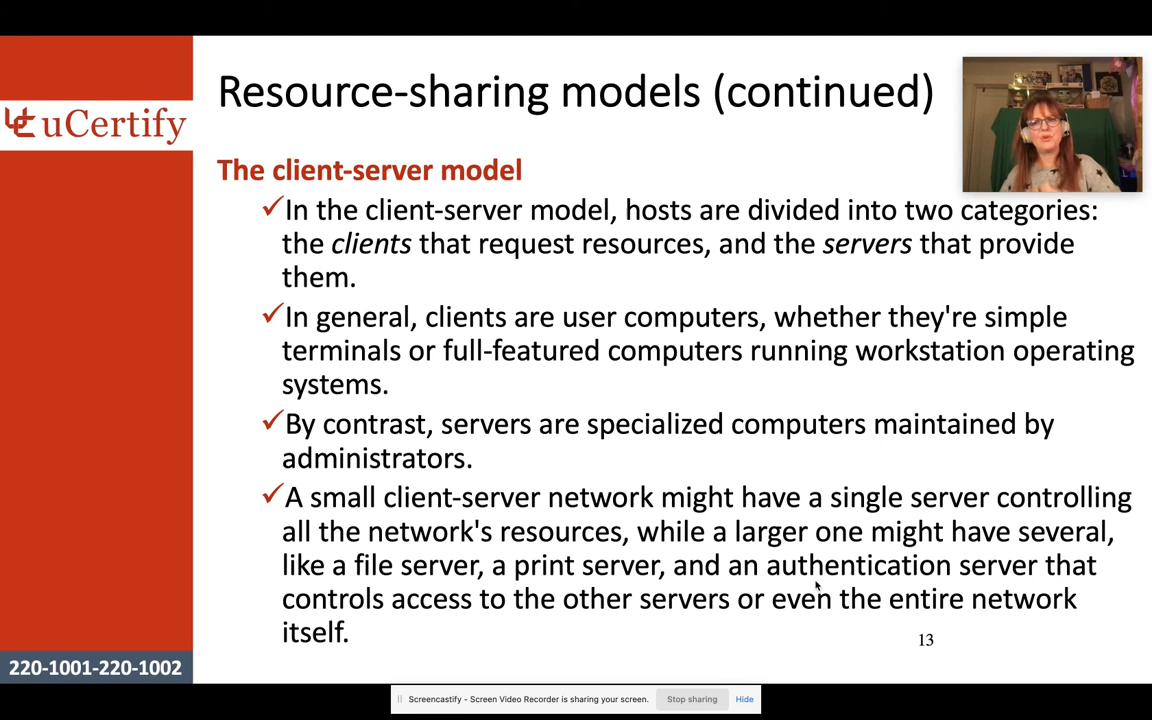 Resource-sharing models (continued)
uCertify
The client-server model
✓In the client-server model, hosts are divided into two categories:
the clients that request resources, and the servers that provide
them.
✓In general, clients are user computers, whether they're simple
terminals or full-featured computers running workstation operating
systems.
✓By contrast, servers are specialized computers maintained by
administrators.
✓A small client-server network might have a single server controlling
all the network's resources, while a larger one might have several,
like a file server, a print server, and an authentication server that
controls access to the other servers or even the entire network
itself.
13
220-1001-220-1002
Screencastify - Screen Video Recorder is sharing your screen.
Stop sharing
Hide